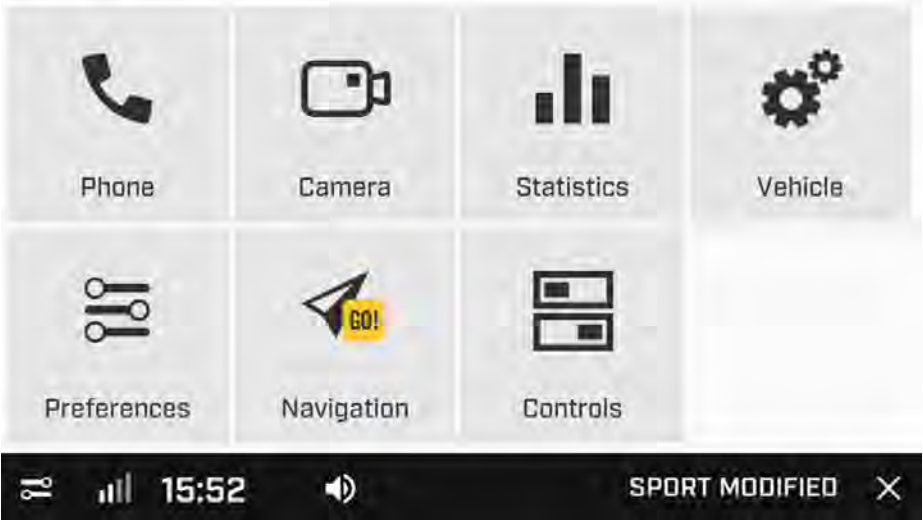 Phone Camera Statistics Vehicle
GO!
Preferences Navigation Controls
15:52 SPORT MODIFIED